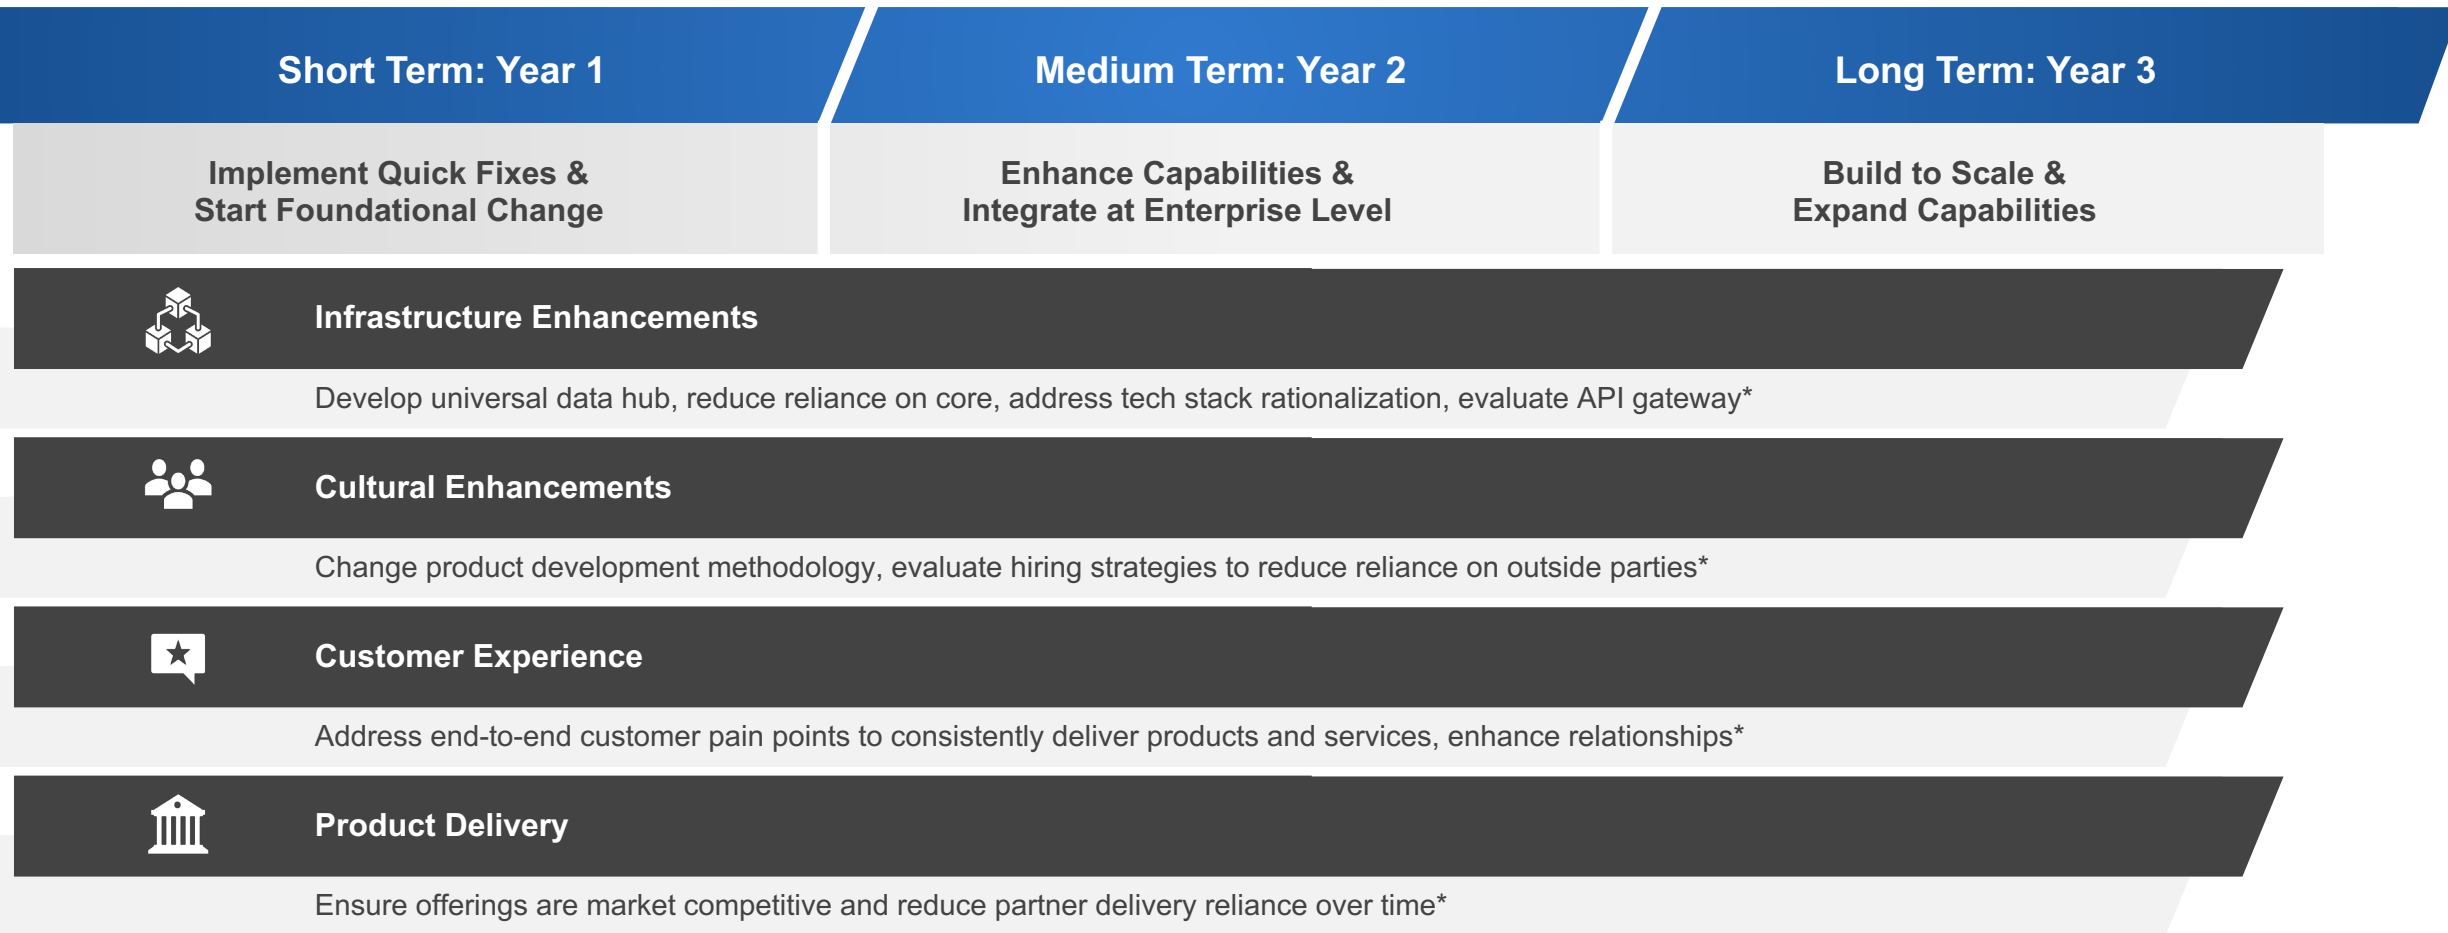 Short Term: Year 1
Medium Term: Year 2
Long Term: Year 3
Implement Quick Fixes &
Start Foundational Change
Enhance Capabilities &
Integrate at Enterprise Level
Build to Scale &
Expand Capabilities
Infrastructure Enhancements
Develop universal data hub, reduce reliance on core, address tech stack rationalization, evaluate API gateway*
Cultural Enhancements
Change product development methodology, evaluate hiring strategies to reduce reliance on outside parties*
Customer Experience
Address end-to-end customer pain points to consistently deliver products and services, enhance relationships*
Product Delivery
Ensure offerings are market competitive and reduce partner delivery reliance over time*